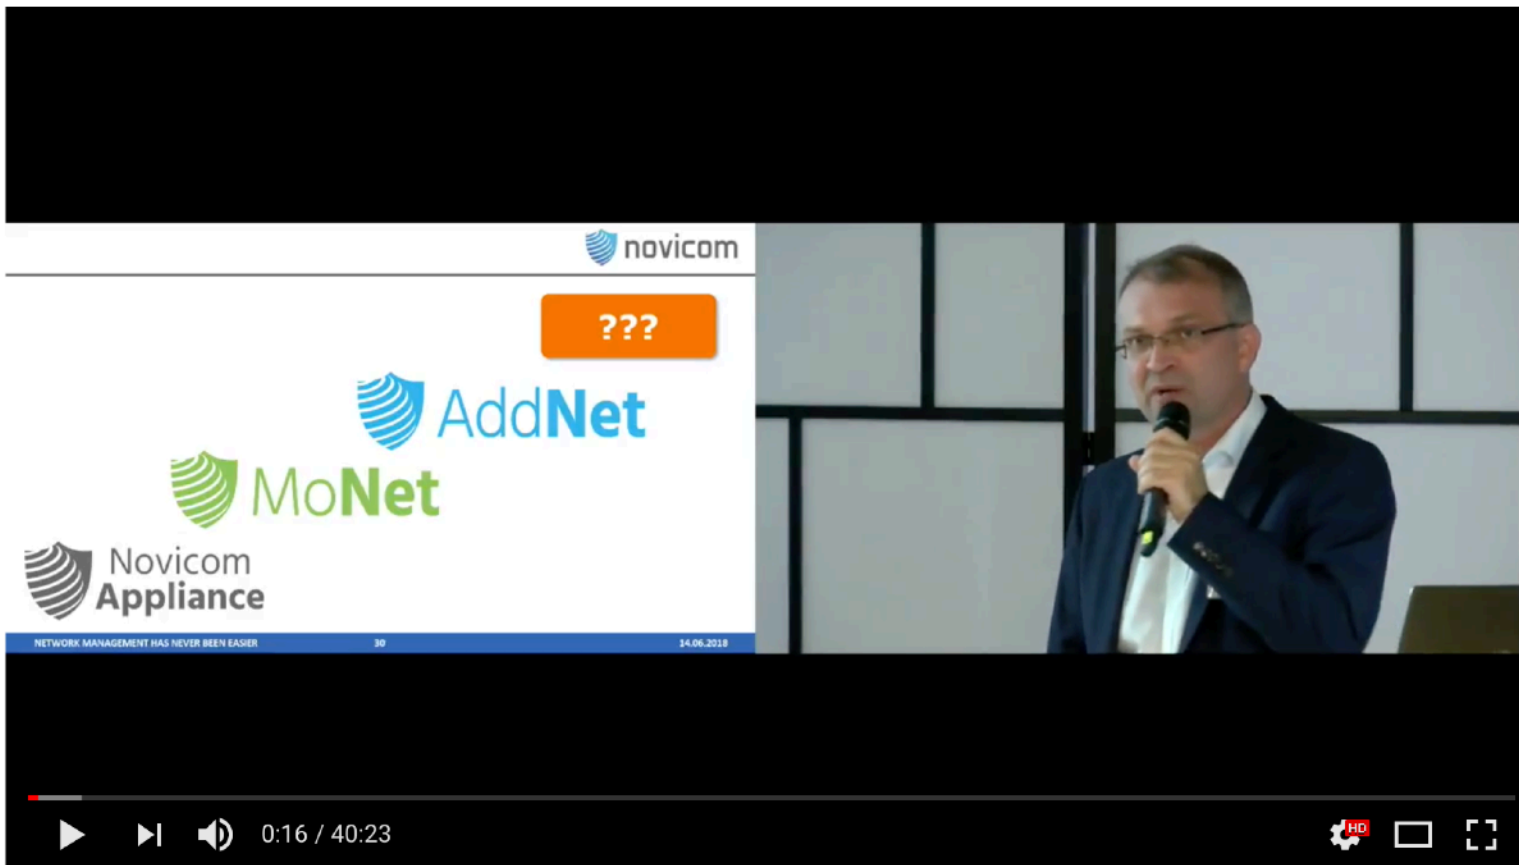 novicom
???
AddNet
MoNet
Novicom
Appliance
NETWORK MANAGEMENT HAS NEVER BEEN EASIER 30 14.06.2018
0:16 / 40:23
HD